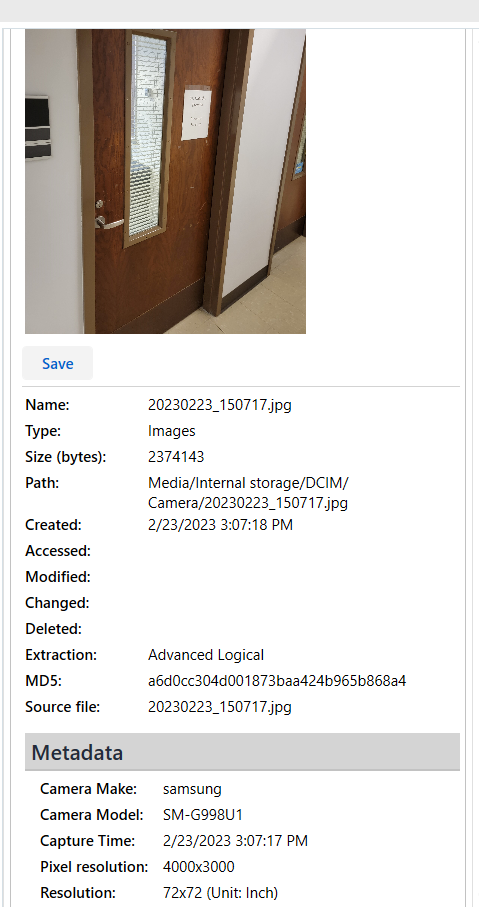 Save
Name: 20230223_150717.jpg
Type: Images
Size (bytes): 2374143
Path: Media/Internal storage/DCIM/
Camera/20230223_150717.jpg
Created: 2/23/2023 3:07:18 PM
Accessed:
Modified:
Changed:
Deleted:
Extraction: Advanced Logical
MD5: a6d0cc304d001873baa424b965b868a4
Source file: 20230223_150717.jpg
Metadata
Camera Make: samsung
Camera Model: SM-G998U1
Capture Time: 2/23/2023 3:07:17 PM
Pixel resolution: 4000x3000
Resolution: 72x72 (Unit: Inch)